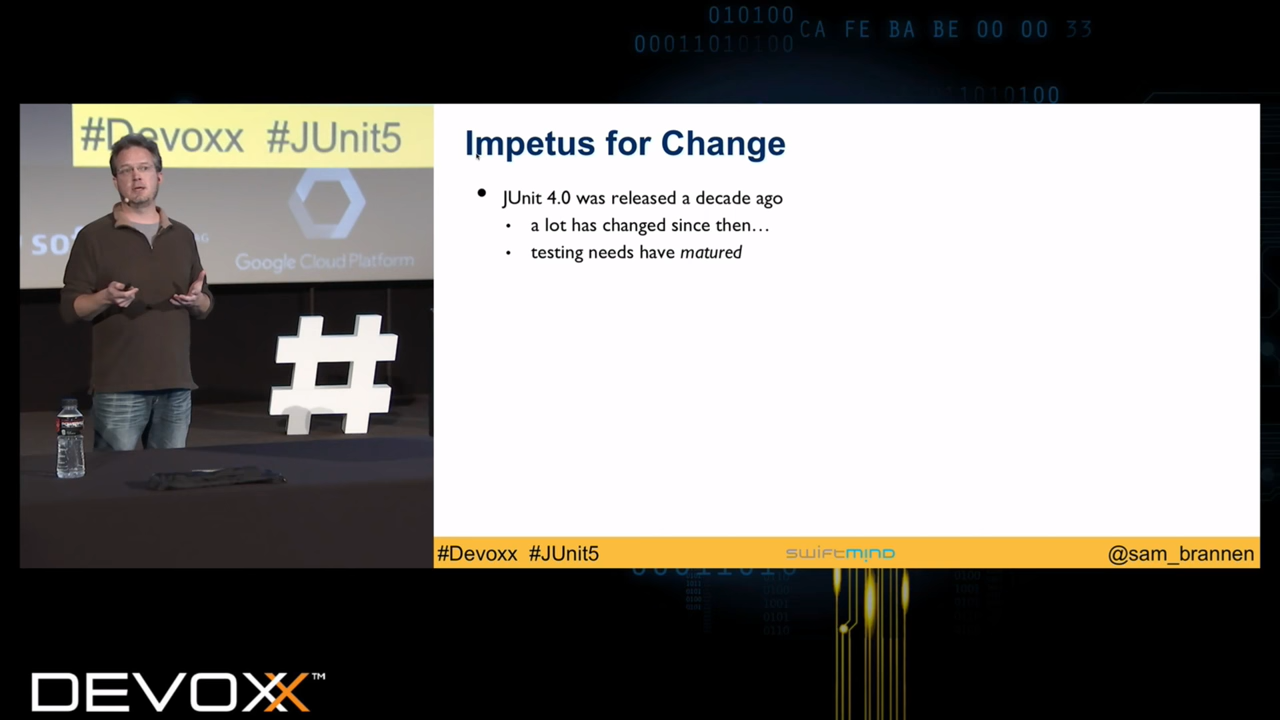 010100
00011010100
CA FE BA BE 00 00 33
1010100
#Devoxx #JUnit5
Google Cloud Platform
Impetus for Change
• JUnit 4.0 was released a decade ago
• a lot has changed since then…
• testing needs have matured
#Devoxx #JUnit5
swiftmind
@sam_brannen
DEVOXX™